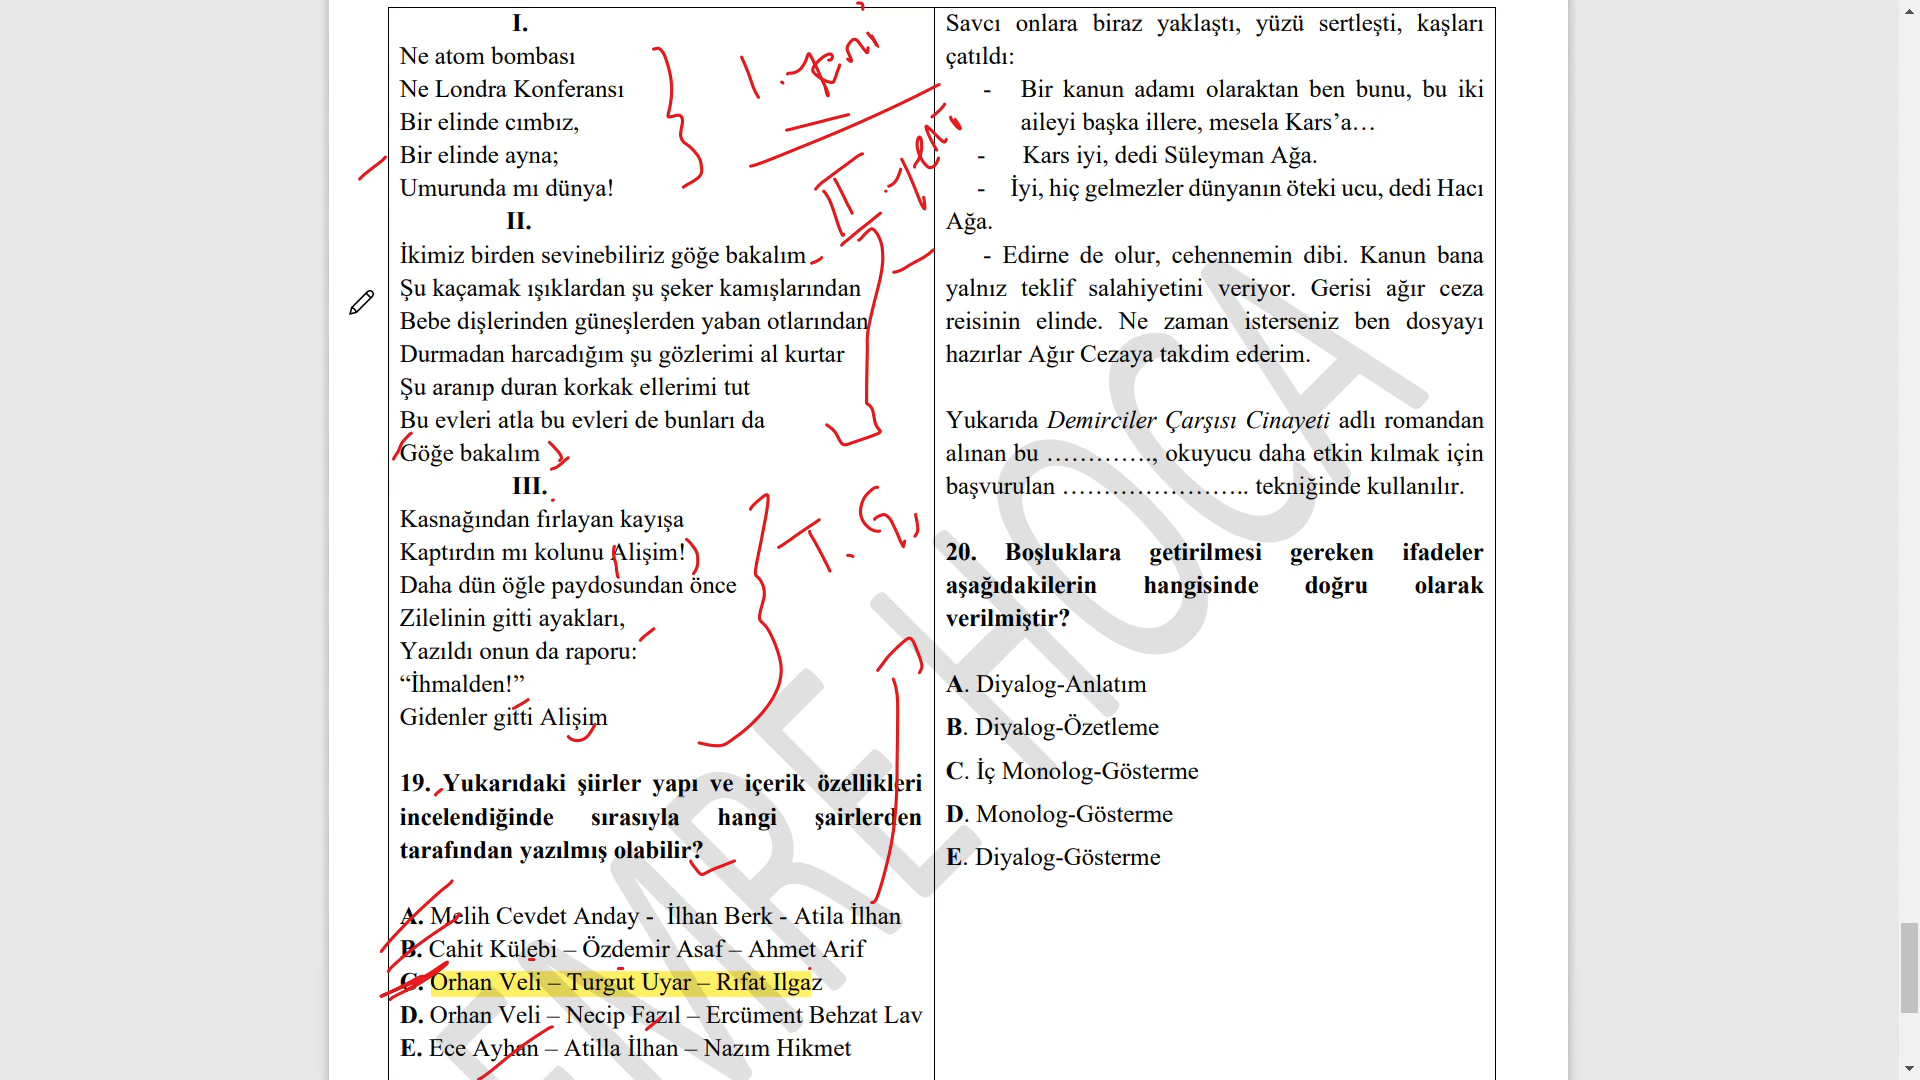 I.
Ne atom bombası
Ne Londra Konferansı
Bir elinde cımbız,
Bir elinde ayna;
Umurunda mı dünya!
II.
İkimiz birden sevinebiliriz göğe bakalım
Şu kaçamak ışıklardan şu şeker kamışlarından
Bebe dişlerinden güneşlerden yaban otlarından
Durmadan harcadığım şu gözlerimi al kurtar
Şu aranıp duran korkak ellerimi tut
Bu evleri atla bu evleri de bunları da
Göğe bakalım
III.
Kasnağından fırlayan kayışa
Kaptırdın mı kolunu Alişim!
Daha dün öğle paydosundan önce
Zilelinin gitti ayakları,
Yazıldı onun da raporu:
“İhmalden!”
Gidenler gitti Alişim
I. yeni
II. yeni
T. G.
19. Yukarıdaki şiirler yapı ve içerik özellikleri
incelendiğinde sırasıyla hangi şairlerden
tarafından yazılmış olabilir?
A. Melih Cevdet Anday - İlhan Berk - Atila İlhan
B. Cahit Külebi – Özdemir Asaf – Ahmet Arif
C. Orhan Veli – Turgut Uyar – Rıfat Ilgaz
D. Orhan Veli – Necip Fazıl – Ercüment Behzat Lav
E. Ece Ayhan – Atilla İlhan – Nazım Hikmet
Savcı onlara biraz yaklaştı, yüzü sertleşti, kaşları
çatıldı:
- Bir kanun adamı olaraktan ben bunu, bu iki
aileyi başka illere, mesela Kars’a…
- Kars iyi, dedi Süleyman Ağa.
- İyi, hiç gelmezler dünyanın öteki ucu, dedi Hacı
Ağa.
- Edirne de olur, cehennemin dibi. Kanun bana
yalnız teklif salahiyetini veriyor. Gerisi ağır ceza
reisinin elinde. Ne zaman isterseniz ben dosyayı
hazırlar Ağır Cezaya takdim ederim.
Yukarıda Demirciler Çarşısı Cinayeti adlı romandan
alınan bu …………., okuyucu daha etkin kılmak için
başvurulan ………………….. tekniğinde kullanılır.
20. Boşluklara getirilmesi gereken ifadeler
aşağıdakilerin hangisinde doğru olarak
verilmiştir?
A. Diyalog-Anlatım
B. Diyalog-Özetleme
C. İç Monolog-Gösterme
D. Monolog-Gösterme
E. Diyalog-Gösterme
EMRE HOCA